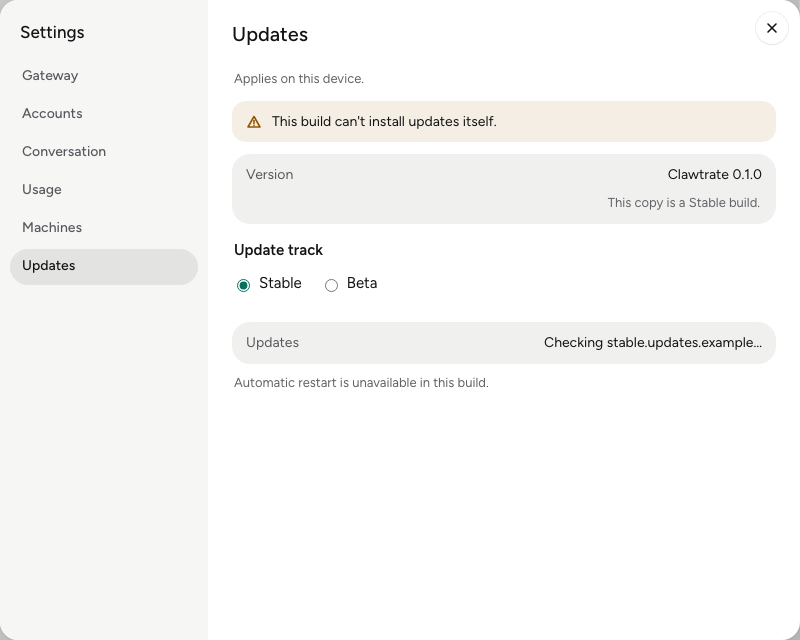 Settings
Gateway
Accounts
Conversation
Usage
Machines
Updates
Updates
Applies on this device.
This build can't install updates itself.
Version
Clawtrate 0.1.0
This copy is a Stable build.
Update track
Stable
Beta
Updates
Checking stable.updates.example…
Automatic restart is unavailable in this build.